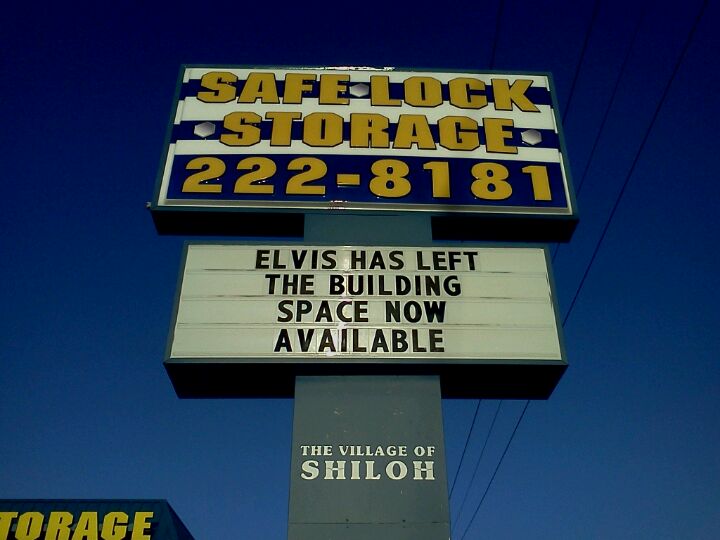 SAFE LOCK
STORAGE
222-8181
ELVIS HAS LEFT
THE BUILDING
SPACE NOW
AVAILABLE
THE VILLAGE OF
SHILOH
TORAGE